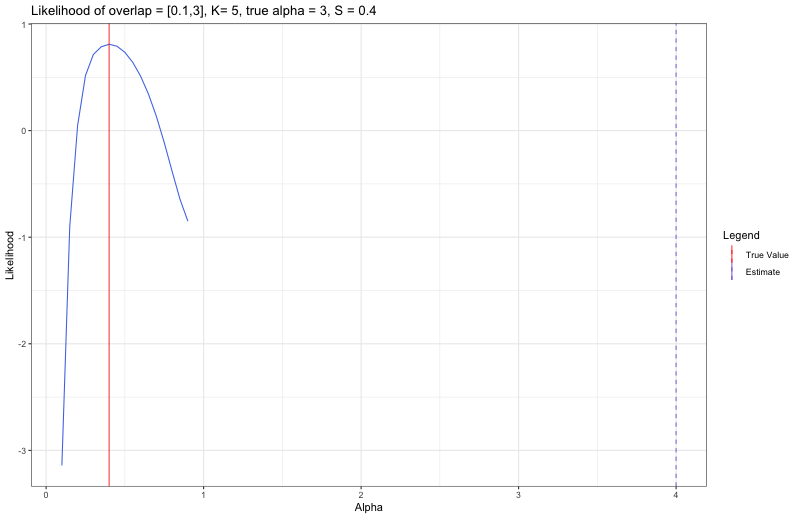 Likelihood of overlap = [0.1,3], K= 5, true alpha = 3, S = 0.4
Likelihood
1
0
-1
-2
-3
0
1
2
3
4
Alpha
Legend
True Value
Estimate